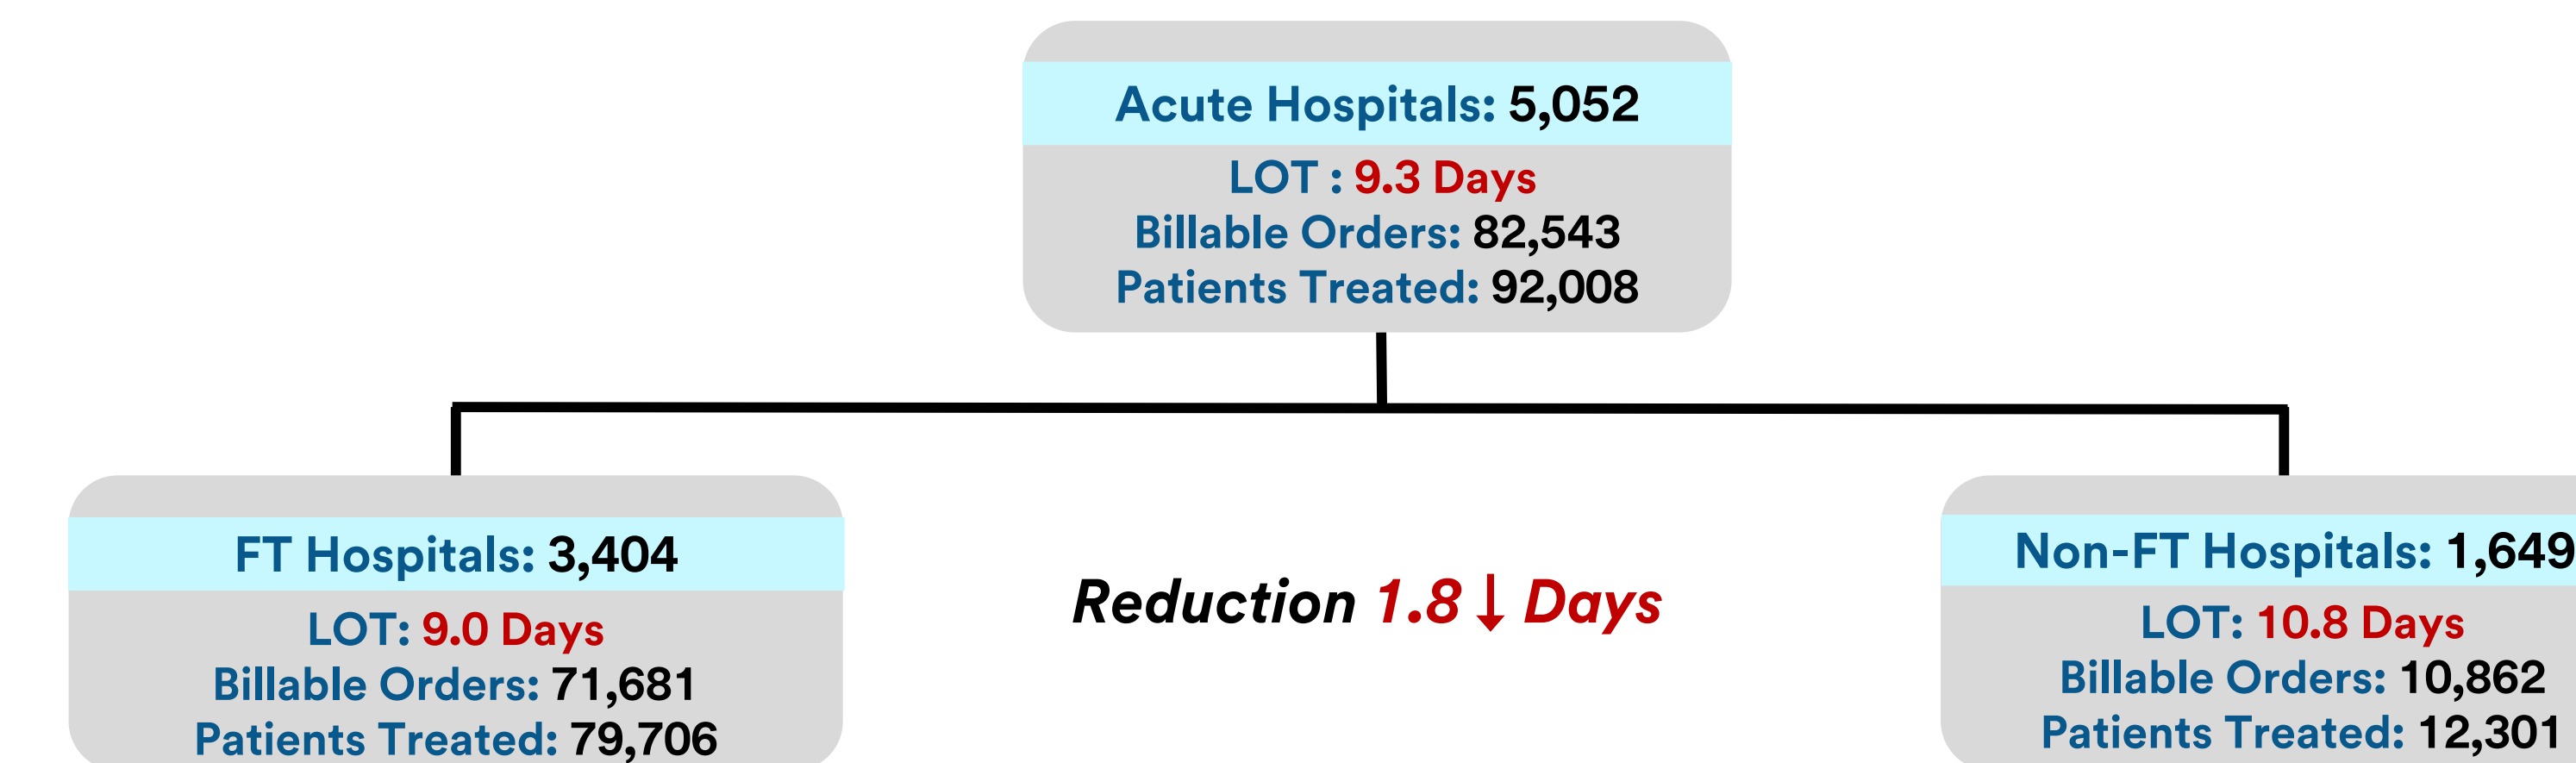 Acute Hospitals: 5,052
LOT : 9.3 Days
Billable Orders: 82,543
Patients Treated: 92,008
FT Hospitals: 3,404
LOT: 9.0 Days
Billable Orders: 71,681
Patients Treated: 79,706
Reduction 1.8 ↓ Days
Non-FT Hospitals: 1,649
LOT: 10.8 Days
Billable Orders: 10,862
Patients Treated: 12,301